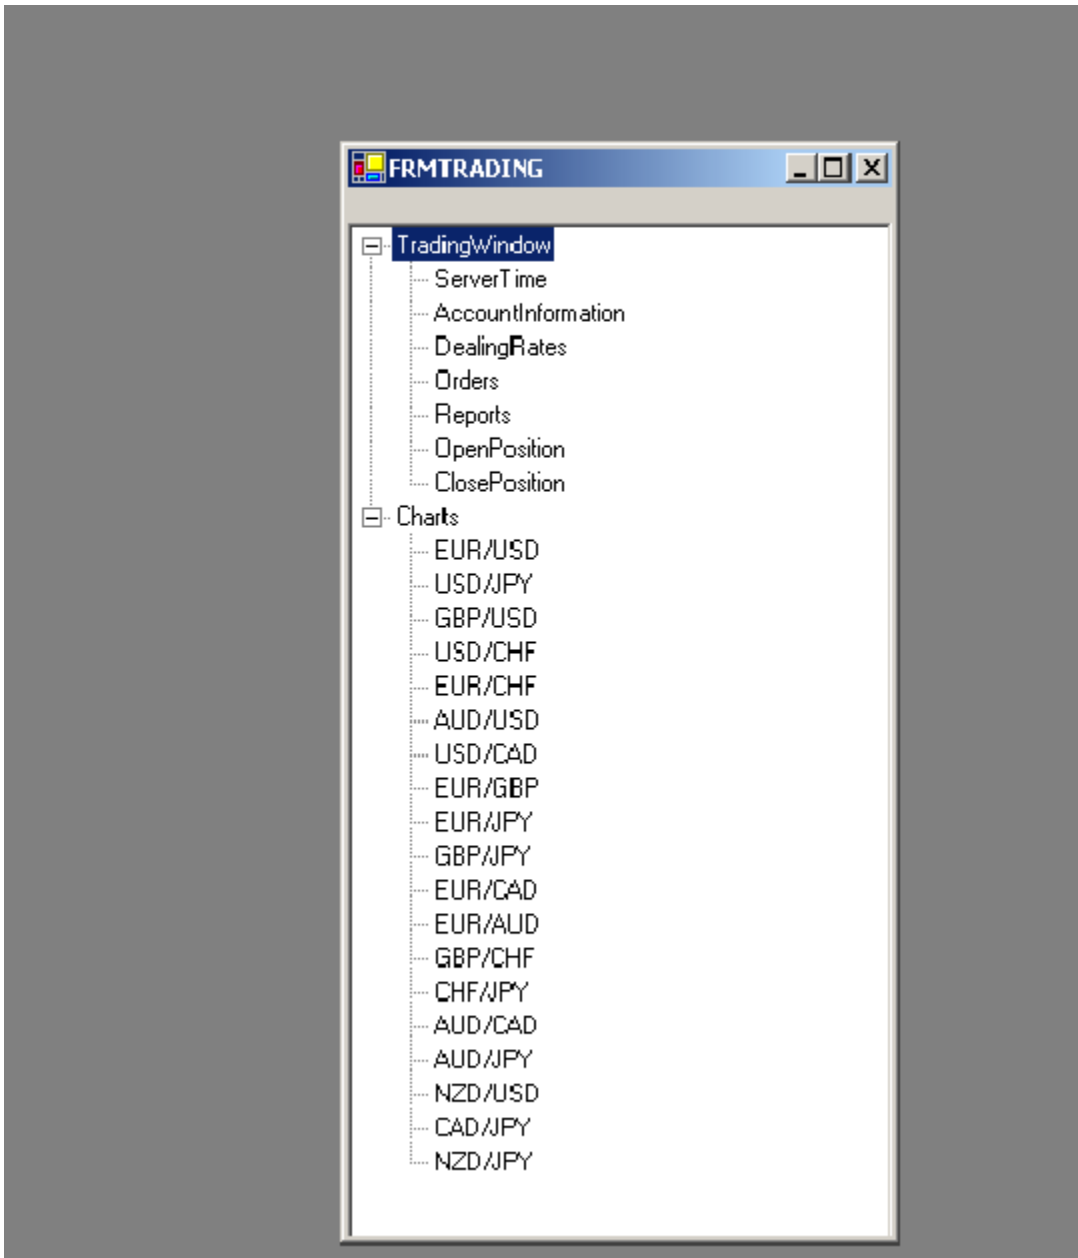 FRMTRADING
TradingWindow
ServerTime
AccountInformation
DealingRates
Orders
Reports
OpenPosition
ClosePosition
Charts
EUR/USD
USD/JPY
GBP/USD
USD/CHF
EUR/CHF
AUD/USD
USD/CAD
EUR/GBP
EUR/JPY
GBP/JPY
EUR/CAD
EUR/AUD
GBP/CHF
CHF/JPY
AUD/CAD
AUD/JPY
NZD/USD
CAD/JPY
NZD/JPY